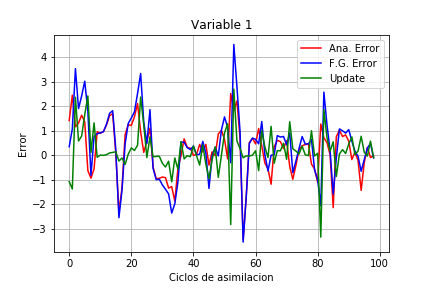 Variable 1
Ana. Error
F.G. Error
Update
Error
4
3
2
1
0
−1
−2
−3
0
20
40
60
80
100
Ciclos de asimilacion